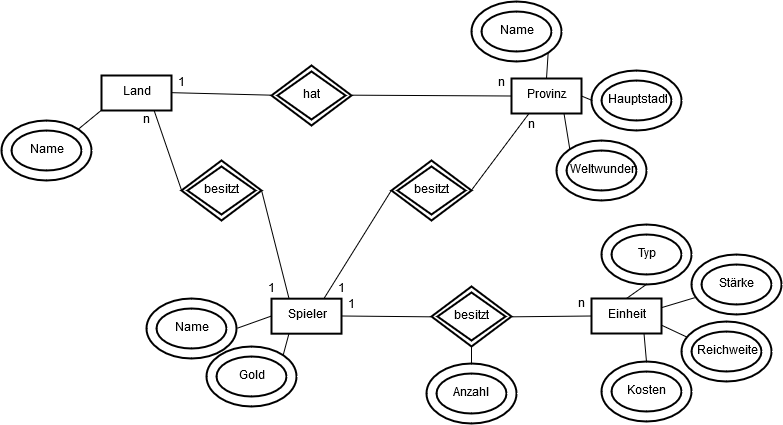 Name
Land
1
hat
n
Provinz
Hauptstadt
n
n
Name
Weltwunder
besitzt
besitzt
Typ
Stärke
1
1
1
n
Name
Spieler
besitzt
Einheit
Reichweite
Gold
Anzahl
Kosten